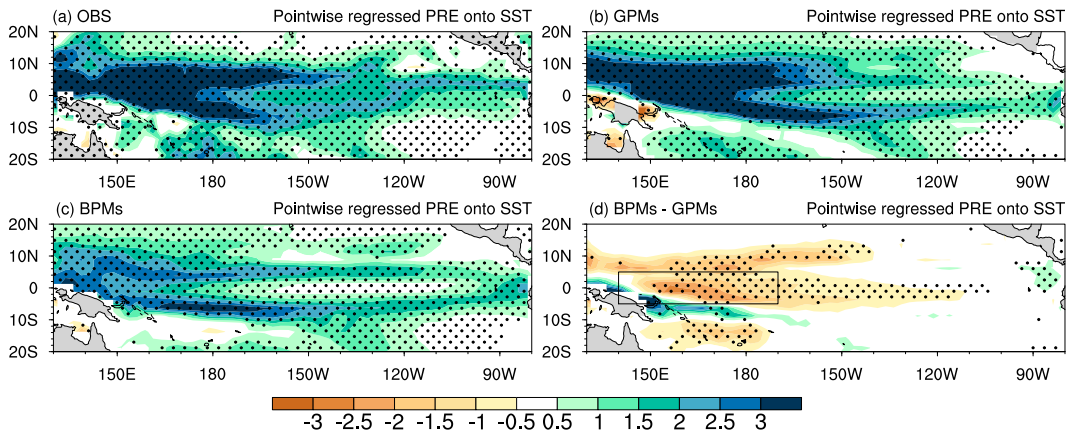 (a) OBS Pointwise regressed PRE onto SST
(b) GPMs Pointwise regressed PRE onto SST
20N
10N
0
10S
20S
150E 180 150W 120W 90W
20N
10N
0
10S
20S
150E 180 150W 120W 90W
(c) BPMs Pointwise regressed PRE onto SST
(d) BPMs - GPMs Pointwise regressed PRE onto SST
20N
10N
0
10S
20S
150E 180 150W 120W 90W
20N
10N
0
10S
20S
150E 180 150W 120W 90W
-3 -2.5 -2 -1.5 -1 -0.5 0.5 1 1.5 2 2.5 3